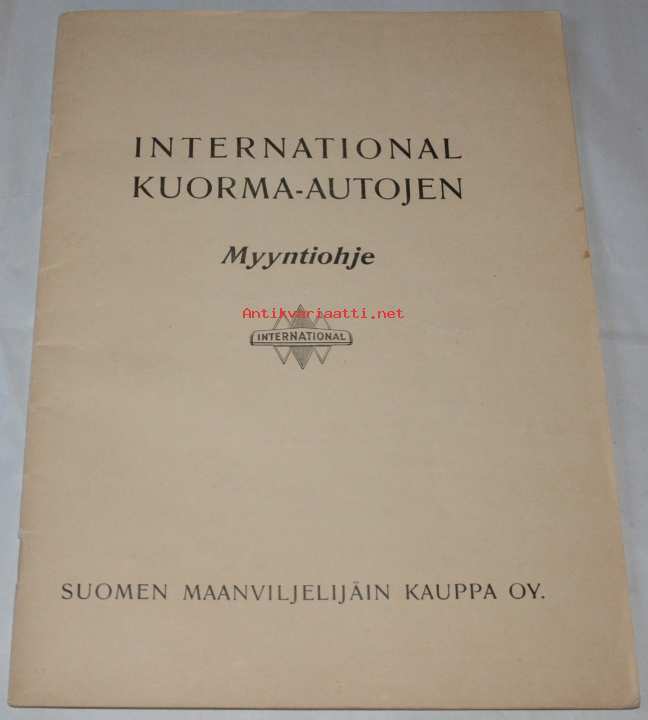 INTERNATIONAL
KUORMA-AUTOJEN
Myyntiohje
Antikvariaatti.net
INTERNATIONAL
SUOMEN MAANVILJELIJÄIN KAUPPA OY.